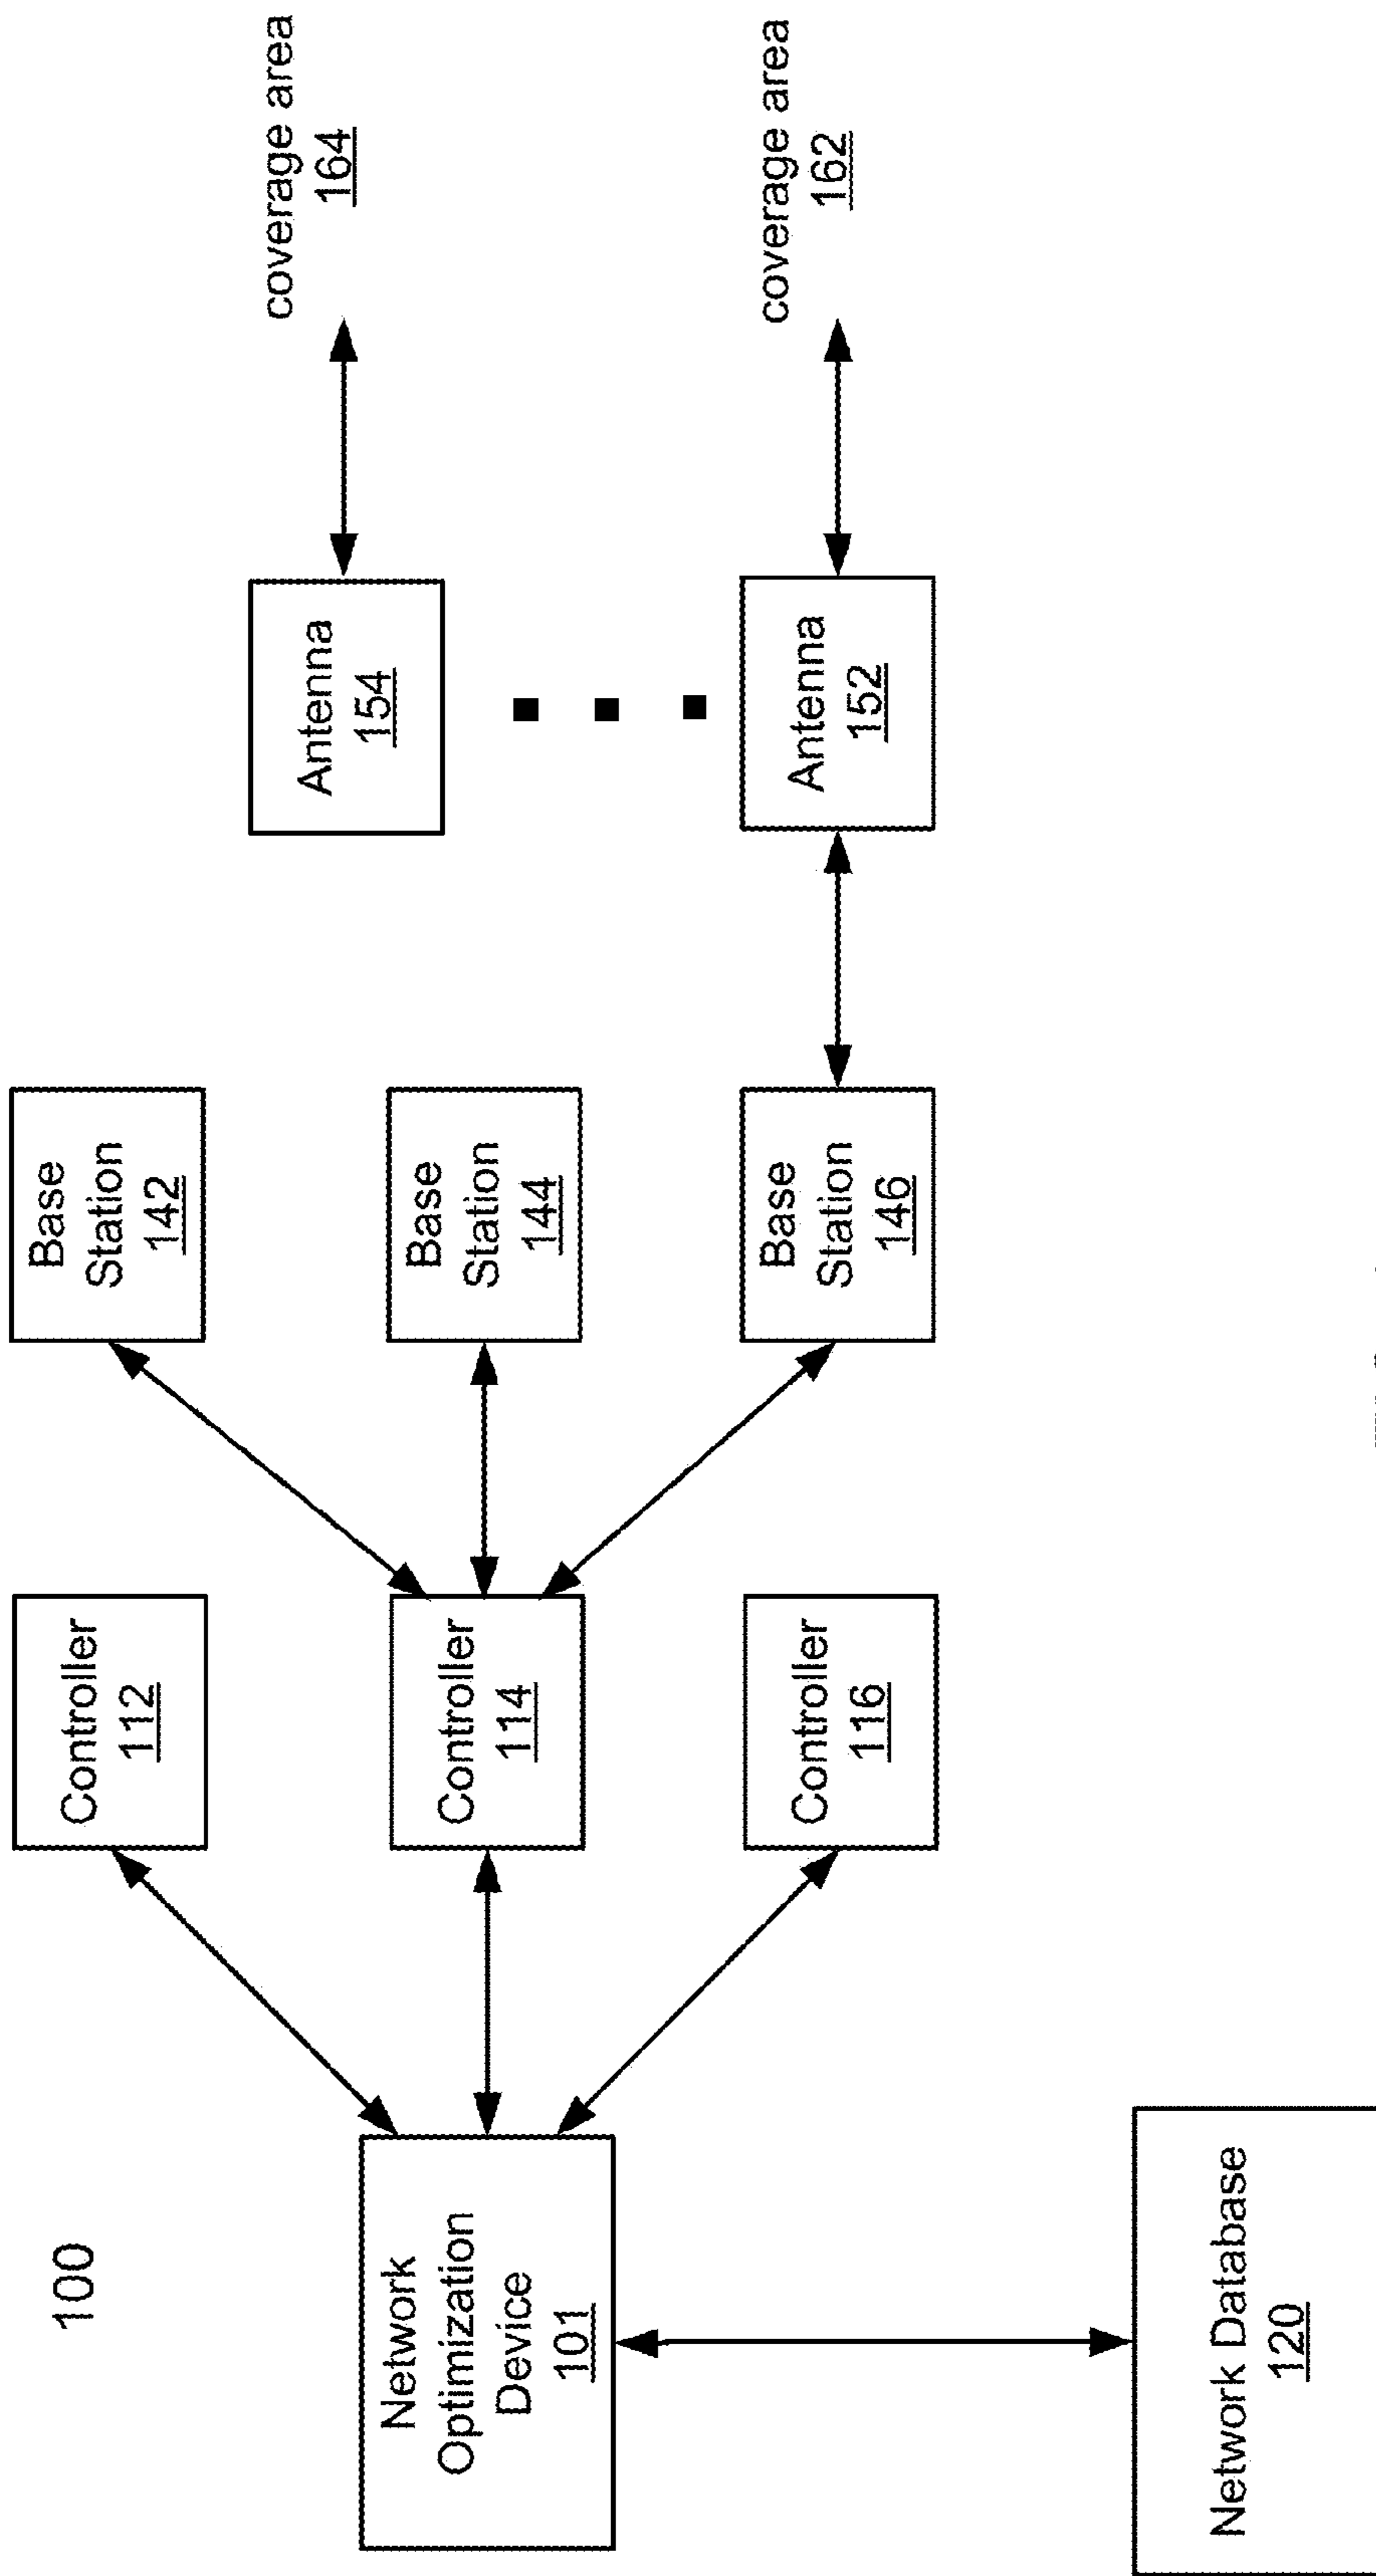 100
Network
Optimization
Device
101
Network Database
120
Controller
112
Controller
114
Controller
116
Base
Station
142
Base
Station
144
Base
Station
146
Antenna
154
Antenna
152
coverage area
164
coverage area
162